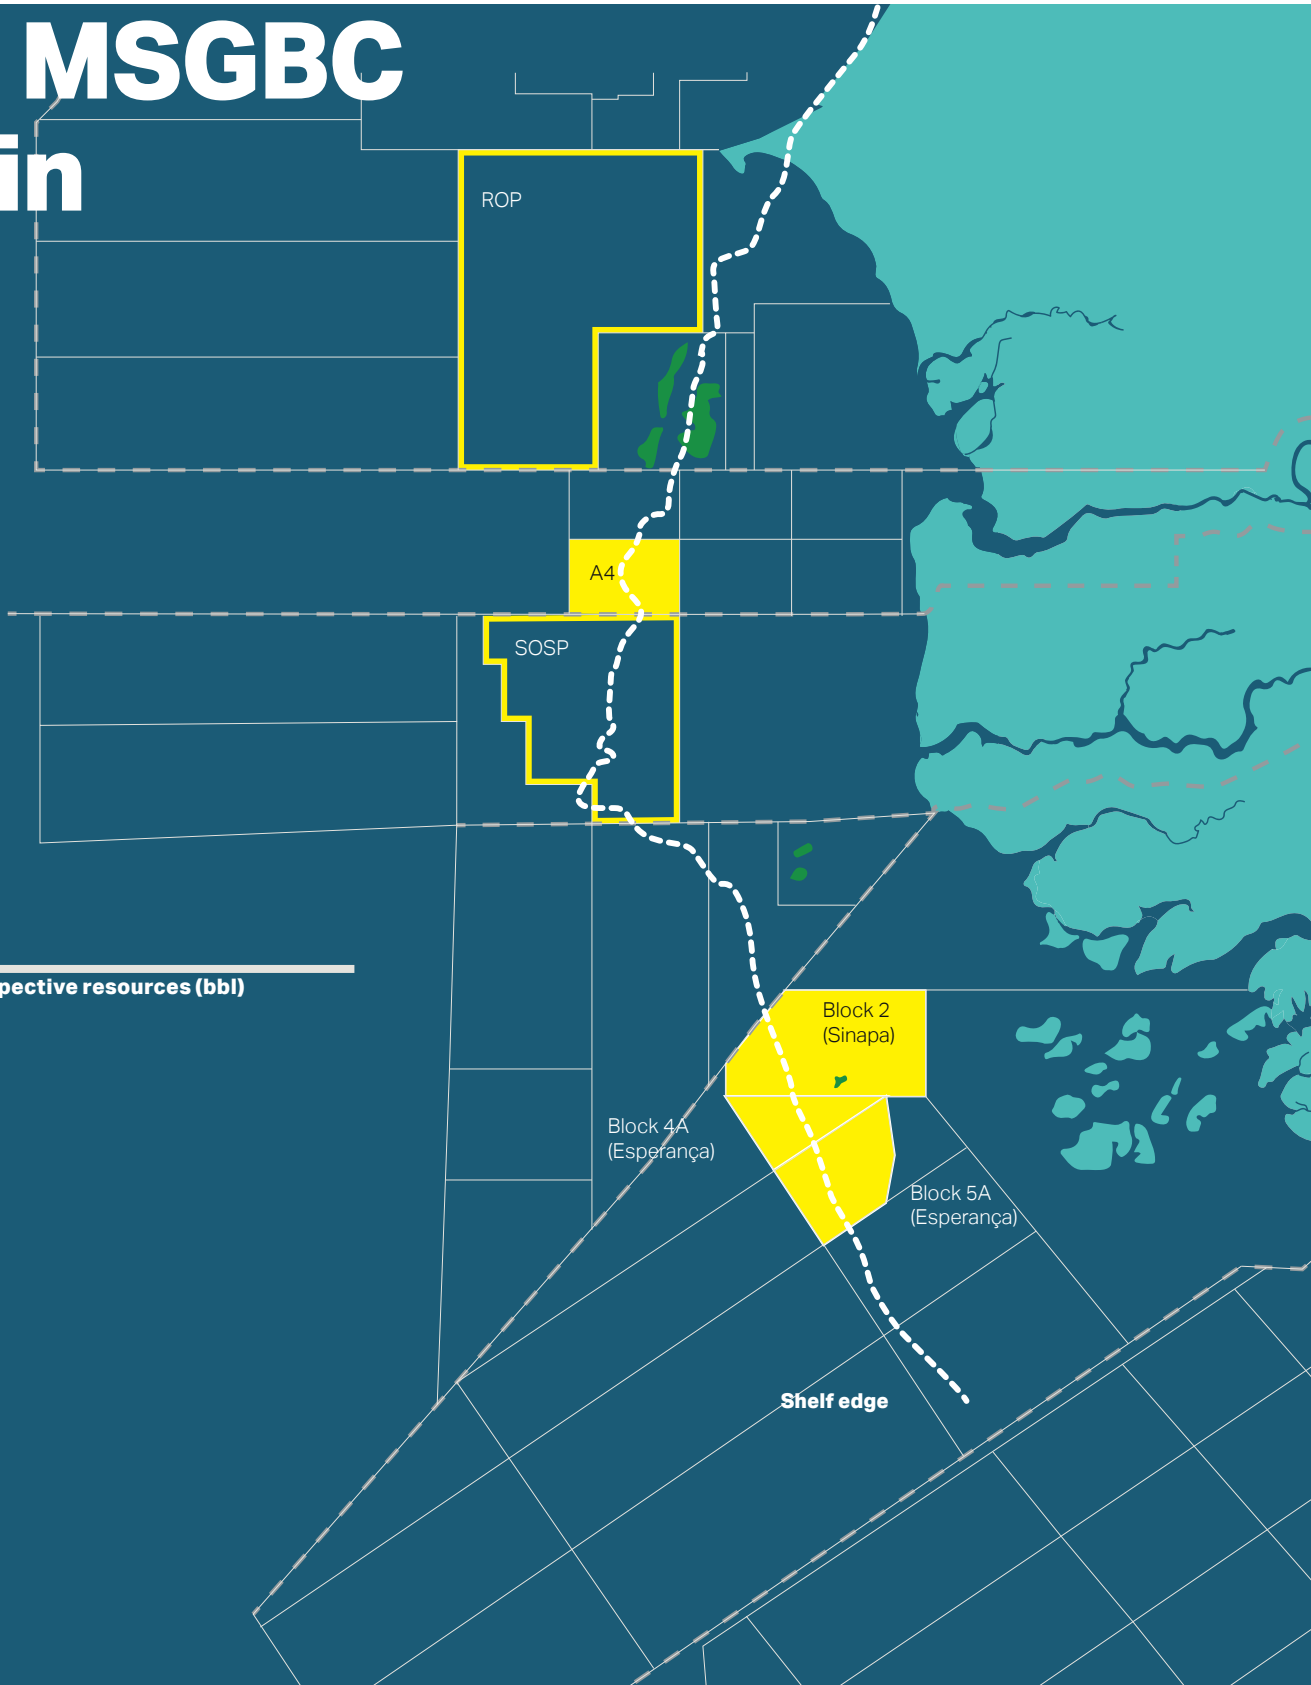 MSGBC
in
ROP
A4
SOSP
pective resources (bbl)
Block 2
(Sinapa)
Block 4A
(Esperança)
Block 5A
(Esperança)
Shelf edge